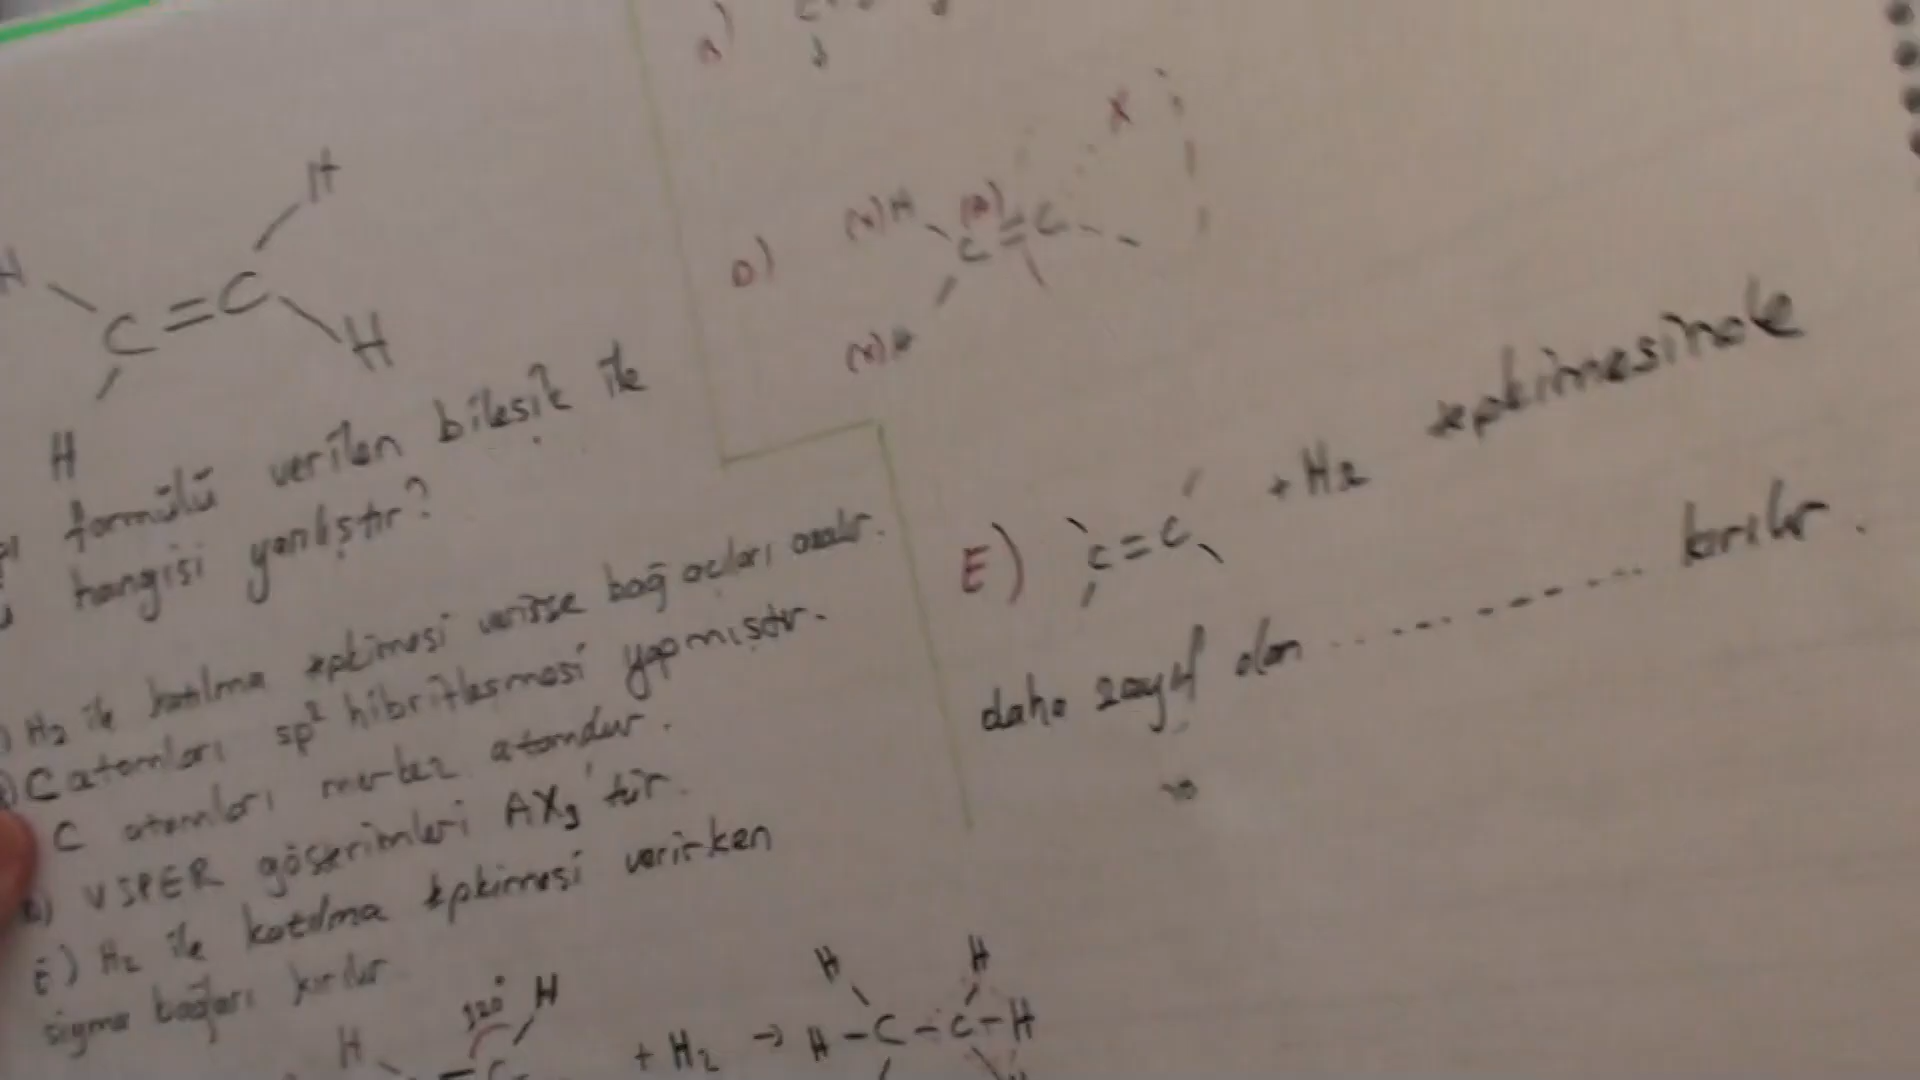 H
H
C=C
H
H
formülü verilen bileşik ile
hangisi yanlıştır?
) H2 ile katılma tepkimesi verirse bağ açıları azalır.
) C atomları sp2 hibritleşmesi yapmıştır.
C atomları merkez atomdur.
) VSPER gösterimleri AX3'tür.
E) H2 ile katılma tepkimesi verirken
sigma bağları kırılır
120° H
H
C
+ H2 → H-C-C-H
H H
D) (x)H (A)
C=C
X
(x)H
E) C=C + H2 tepkimesinde
daha zayıf olan ............... kırılır.